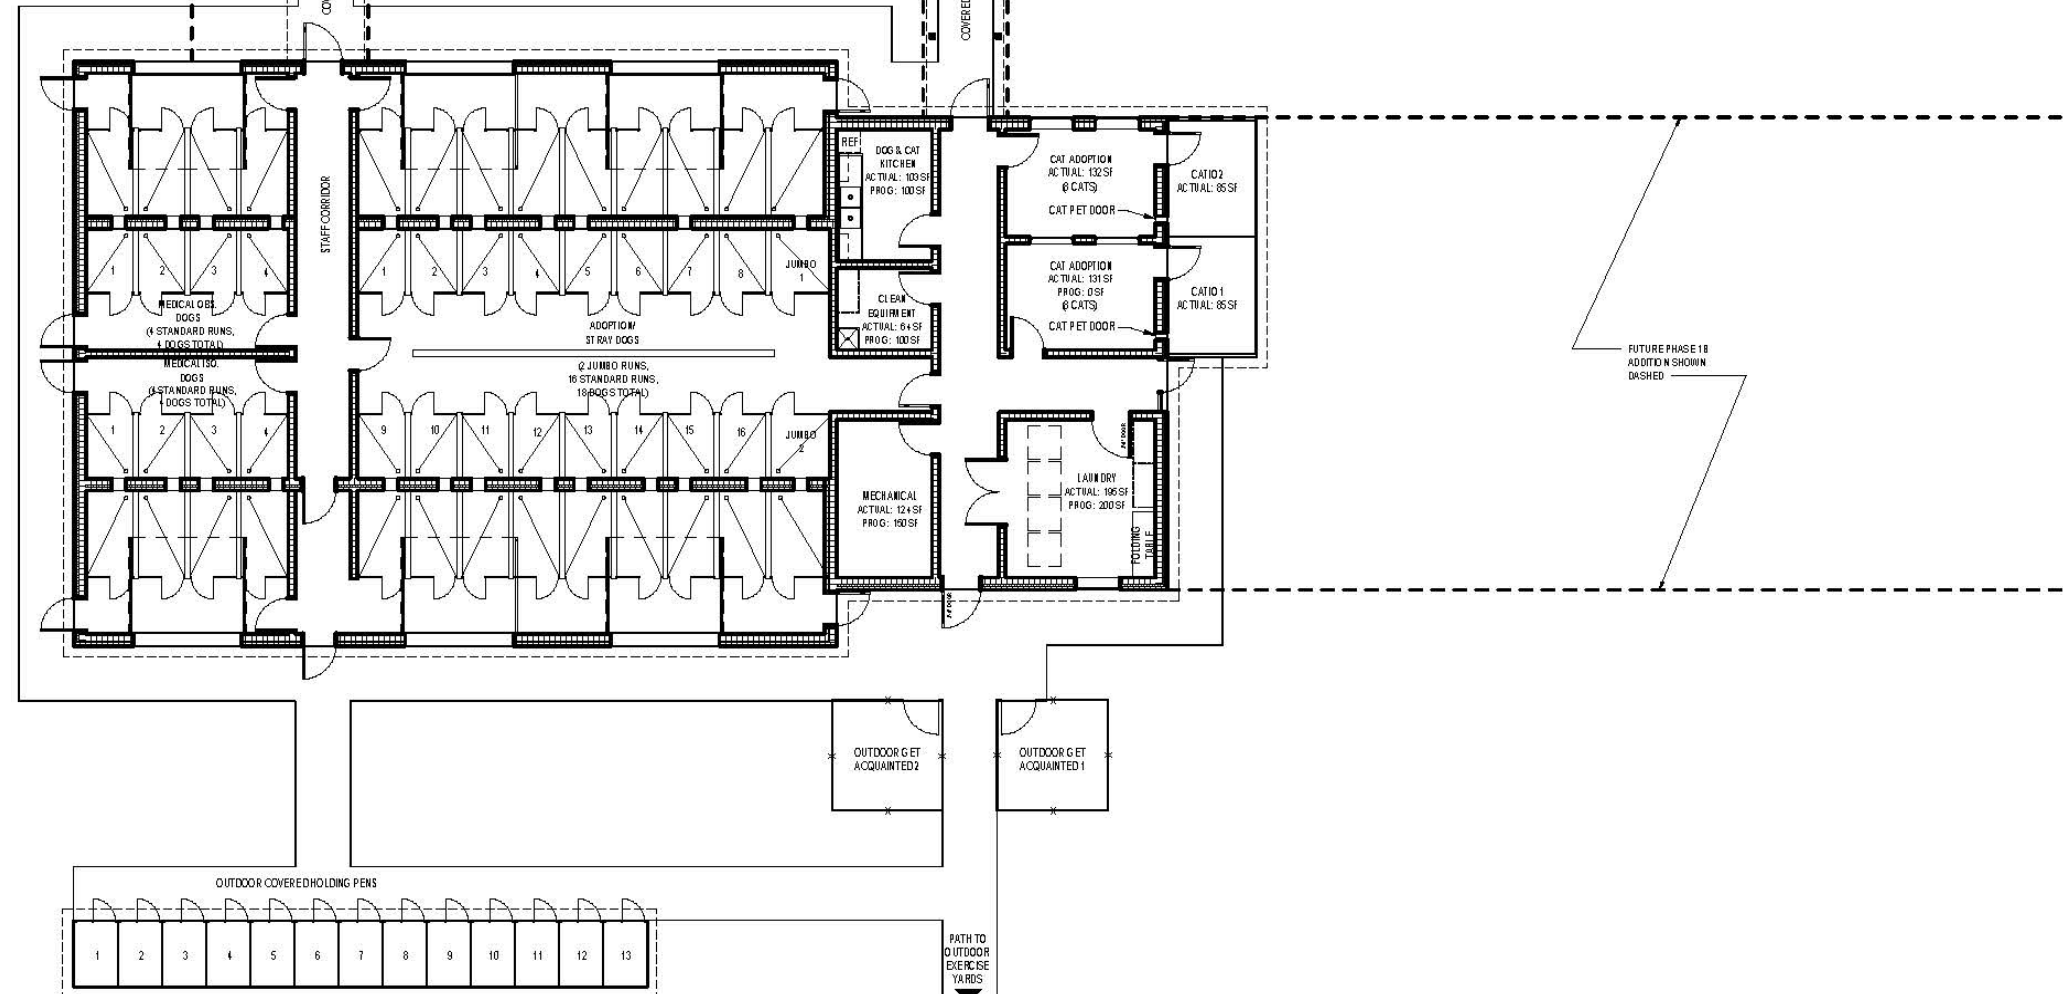 COVERED
REF
DOG & CAT
KITCHEN
ACTUAL: 103 SF
PROG: 100 SF
CAT ADOPTION
ACTUAL: 132 SF
(8 CATS)
CAT PET DOOR
CATIO 2
ACTUAL: 85 SF
STAFF CORRIDOR
1 2 3 4
1 2 3 4 5 6 7 8
JUMBO
1
CAT ADOPTION
ACTUAL: 131 SF
PROG: 0 SF
(8 CATS)
CAT PET DOOR
CATIO 1
ACTUAL: 85 SF
MEDICAL OBS.
DOGS
(4 STANDARD RUNS,
4 DOGS TOTAL)
CLEAN
EQUIPMENT
ACTUAL: 64 SF
PROG: 100 SF
ADOPTION/
STRAY DOGS
(2 JUMBO RUNS,
16 STANDARD RUNS,
18 DOGS TOTAL)
MEDICAL ISO.
DOGS
(4 STANDARD RUNS,
4 DOGS TOTAL)
FUTURE PHASE 1B
ADDITION SHOWN
DASHED
1 2 3 4
9 10 11 12 13 14 15 16
JUMBO
2
MECHANICAL
ACTUAL: 124 SF
PROG: 150 SF
LAUNDRY
ACTUAL: 195 SF
PROG: 200 SF
FOLDING
TABLE
OUTDOOR GET
ACQUAINTED 2
OUTDOOR GET
ACQUAINTED 1
OUTDOOR COVERED HOLDING PENS
1 2 3 4 5 6 7 8 9 10 11 12 13
PATH TO
OUTDOOR
EXERCISE
YARDS